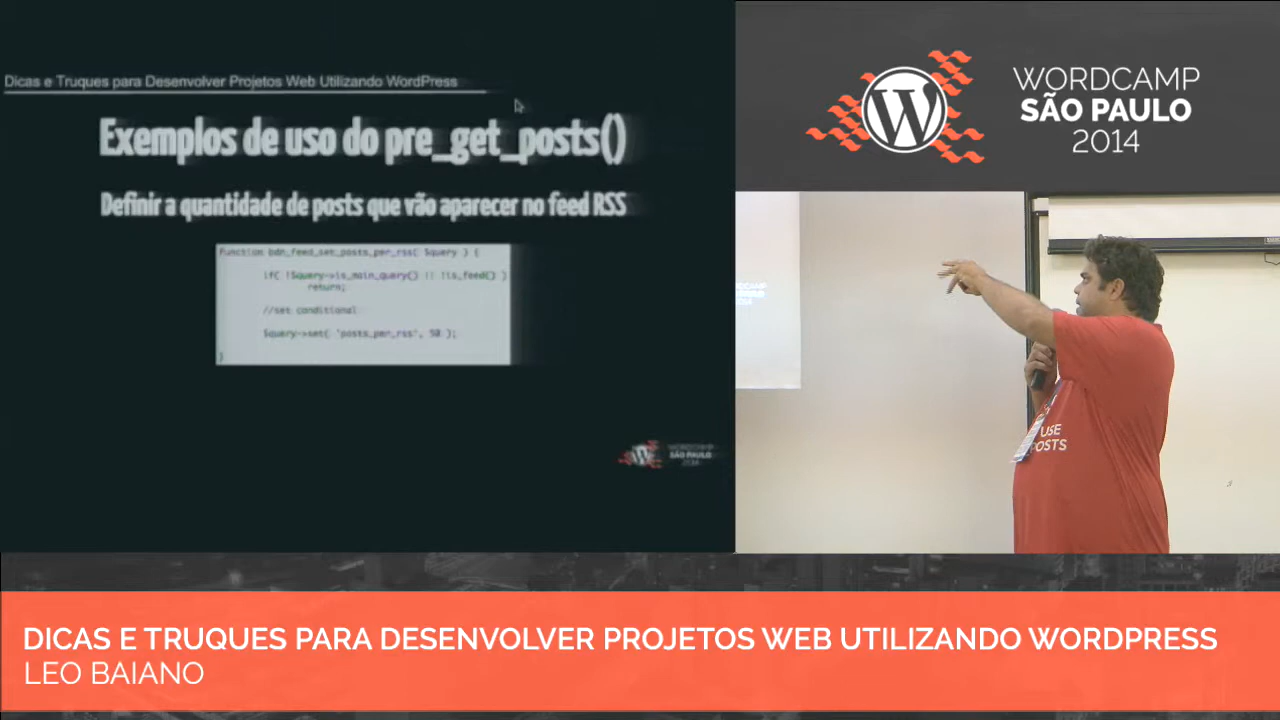 Dicas e Truques para Desenvolver Projetos Web Utilizando WordPress
Exemplos de uso do pre_get_posts()
Definir a quantidade de posts que vão aparecer no feed RSS
function bdn_feed_set_posts_per_rss( $query ) {
if( !$query->is_main_query() || !is_feed() )
return;
//set conditional
$query->set( 'posts_per_rss', 50 );
}
WORDCAMP
SÃO PAULO
2014
WORDCAMP
SÃO PAULO
2014
USE
POSTS
DICAS E TRUQUES PARA DESENVOLVER PROJETOS WEB UTILIZANDO WORDPRESS
LEO BAIANO